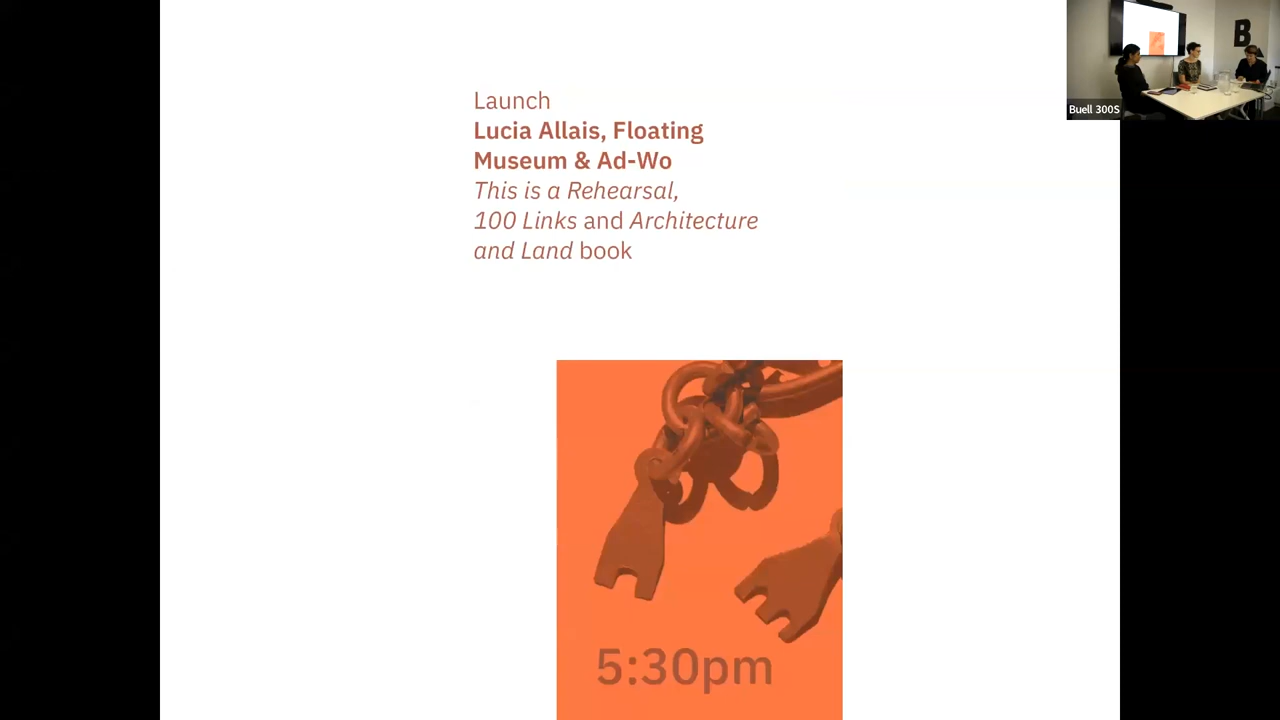 Launch
Lucia Allais, Floating
Museum & Ad-Wo
This is a Rehearsal,
100 Links and Architecture
and Land book
5:30pm
B
Buell 300S